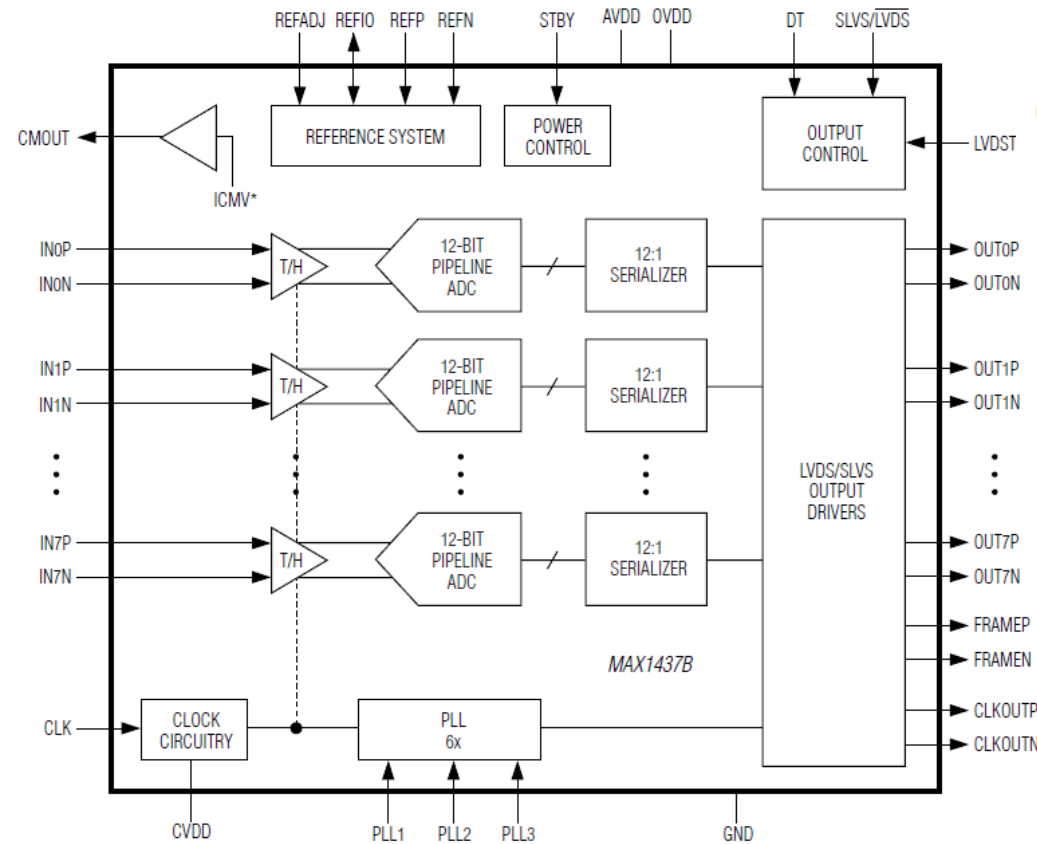 REFADJ REFIO REFP REFN STBY AVDD OVDD DT SLVS/LVDS
CMOUT
ICMV*
REFERENCE SYSTEM
POWER
CONTROL
OUTPUT
CONTROL
LVDST
IN0P
IN0N
T/H
12-BIT
PIPELINE
ADC
12:1
SERIALIZER
OUT0P
OUT0N
IN1P
IN1N
T/H
12-BIT
PIPELINE
ADC
12:1
SERIALIZER
OUT1P
OUT1N
LVDS/SLVS
OUTPUT
DRIVERS
IN7P
IN7N
T/H
12-BIT
PIPELINE
ADC
12:1
SERIALIZER
OUT7P
OUT7N
FRAMEP
FRAMEN
MAX1437B
CLK
CLOCK
CIRCUITRY
PLL
6x
CLKOUTP
CLKOUTN
CVDD PLL1 PLL2 PLL3 GND